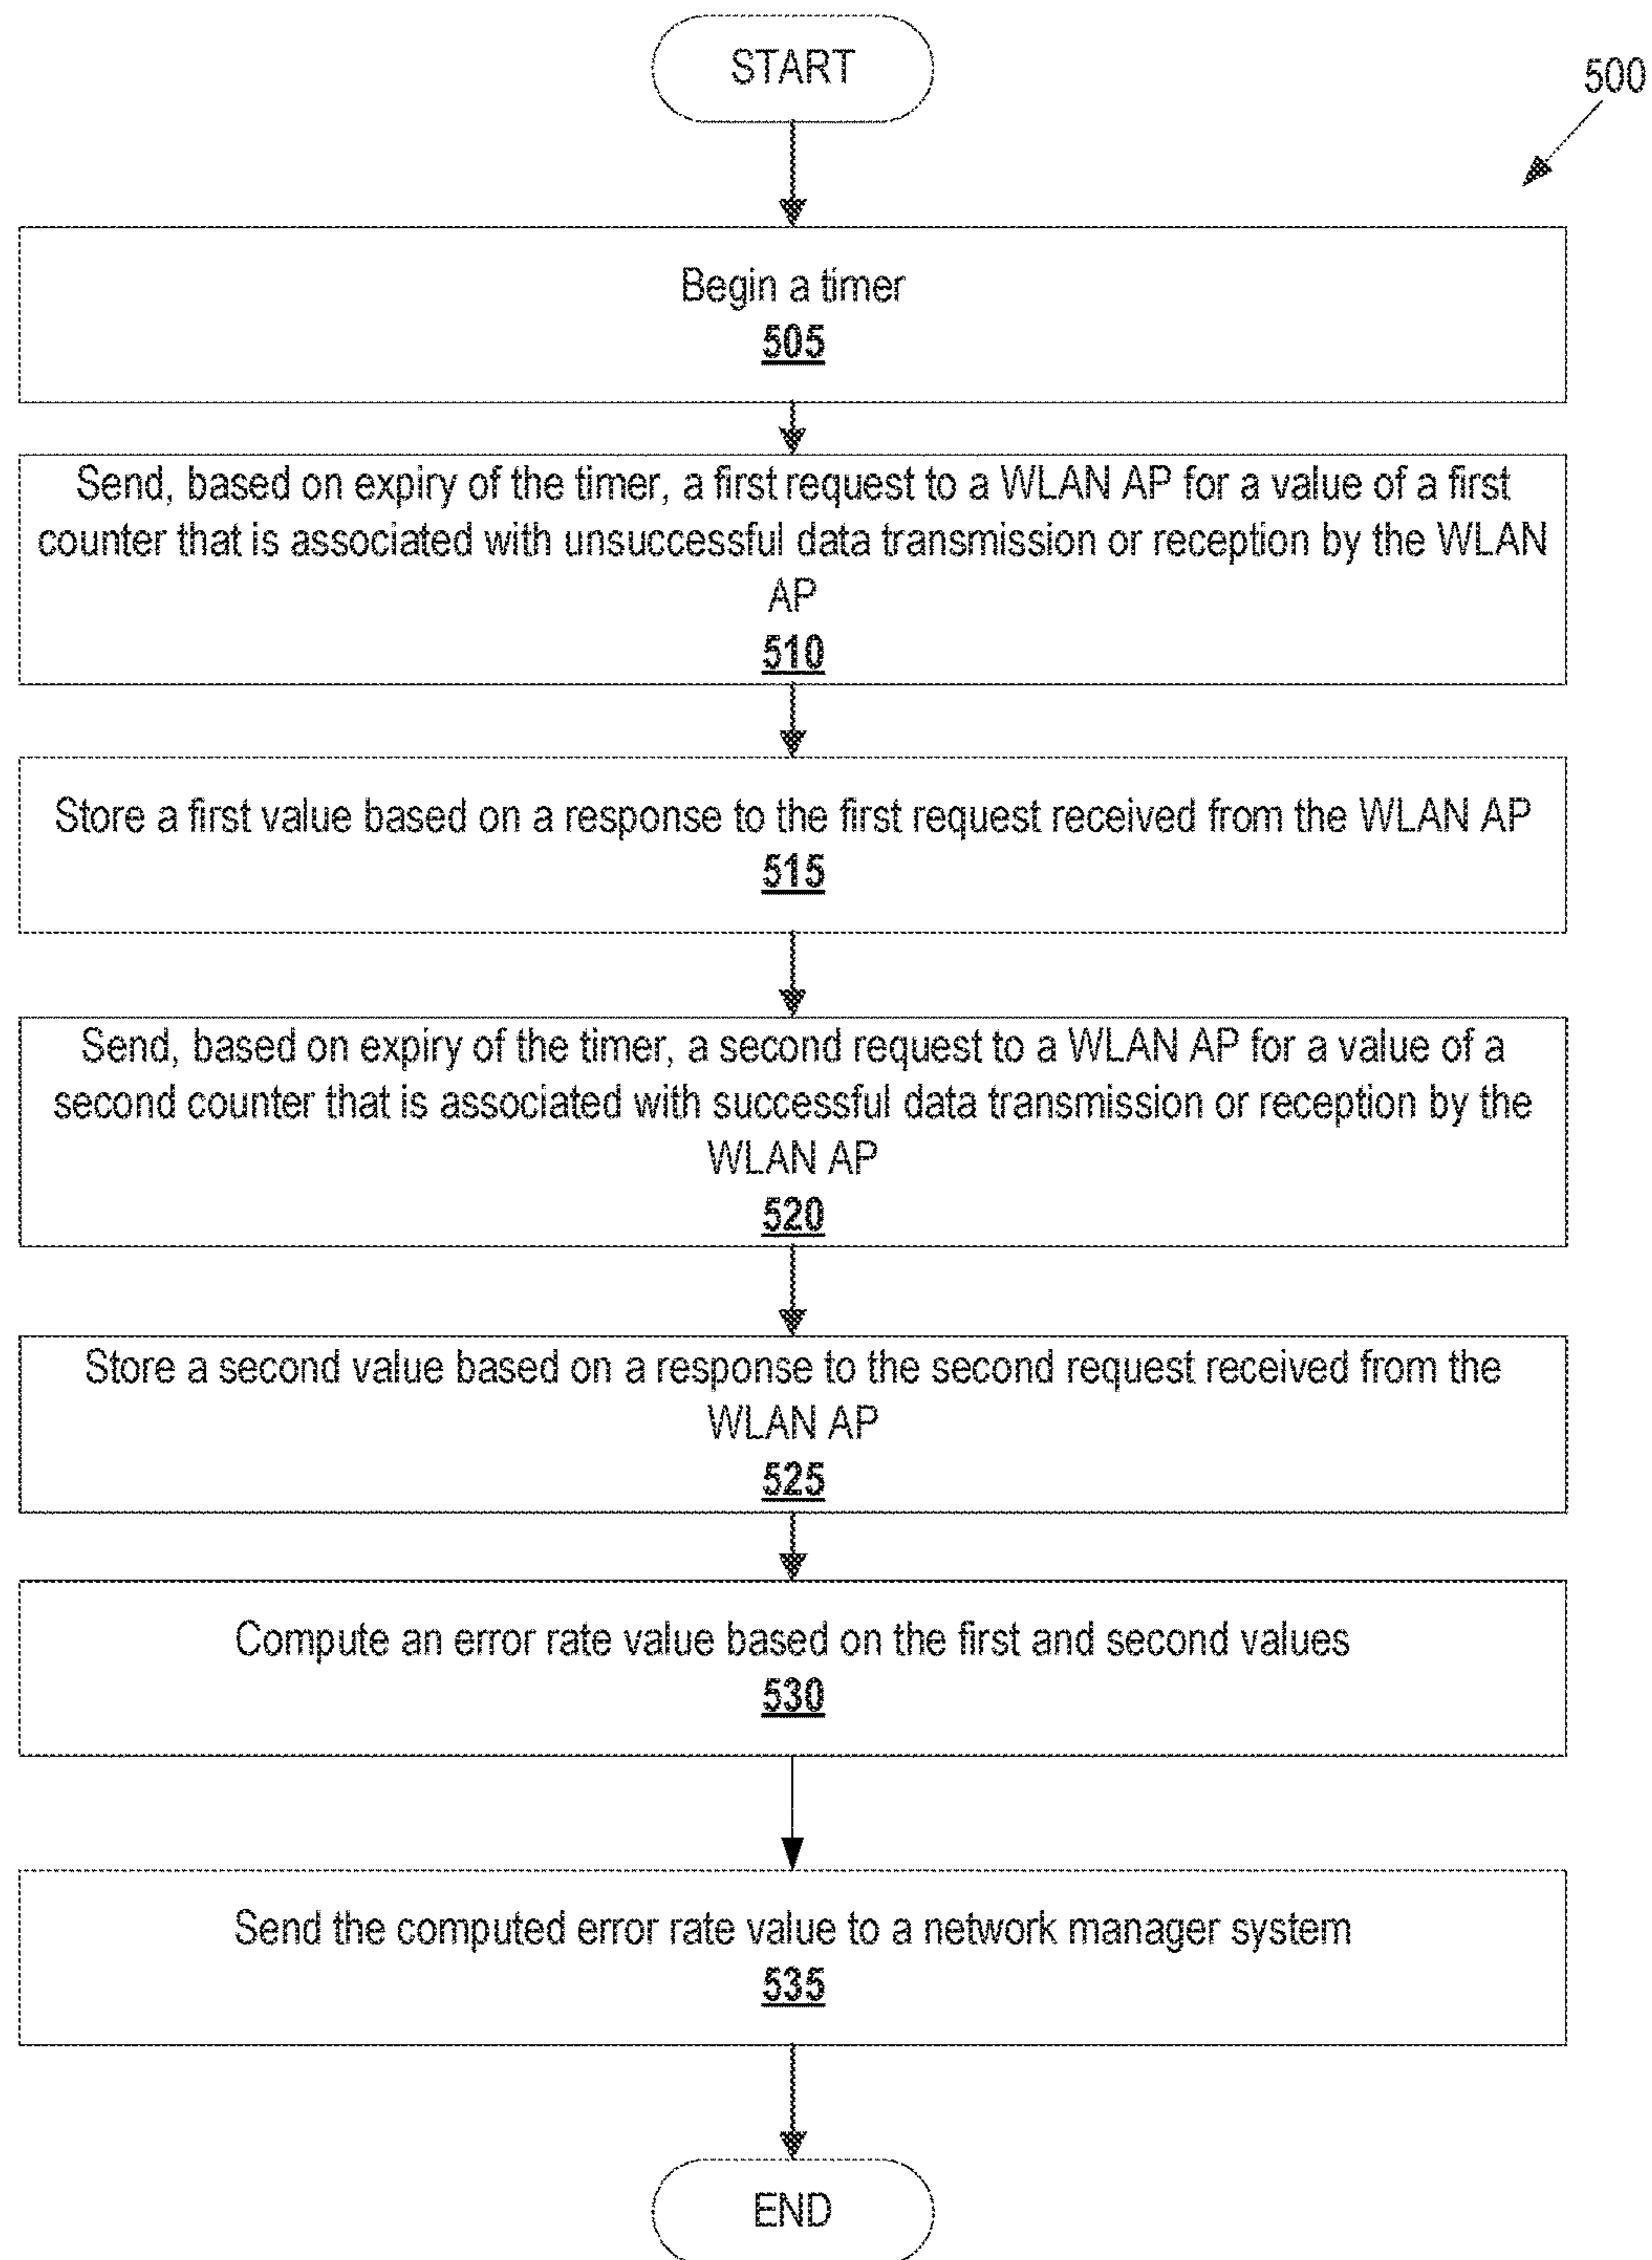 START
500
Begin a timer
505
Send, based on expiry of the timer, a first request to a WLAN AP for a value of a first
counter that is associated with unsuccessful data transmission or reception by the WLAN
AP
510
Store a first value based on a response to the first request received from the WLAN AP
515
Send, based on expiry of the timer, a second request to a WLAN AP for a value of a
second counter that is associated with successful data transmission or reception by the
WLAN AP
520
Store a second value based on a response to the second request received from the
WLAN AP
525
Compute an error rate value based on the first and second values
530
Send the computed error rate value to a network manager system
535
END